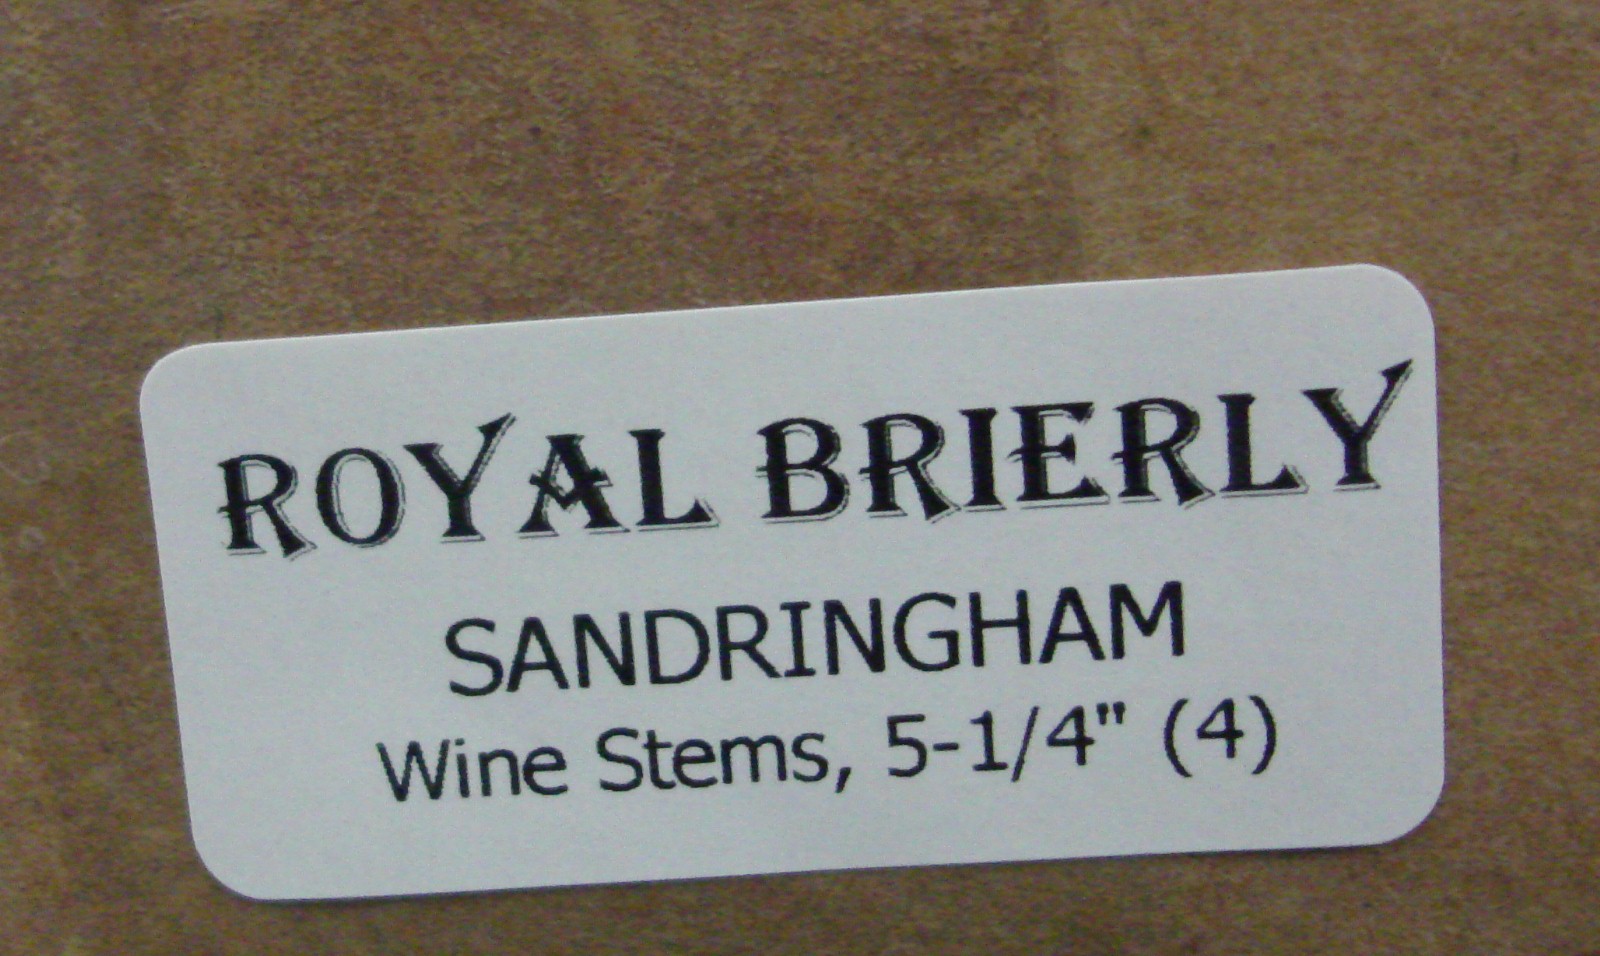 ROYAL BRIERLY
SANDRINGHAM
Wine Stems, 5-1/4" (4)